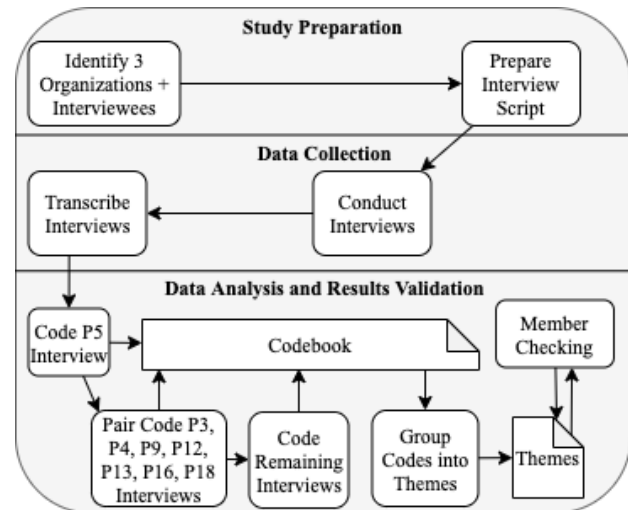 Study Preparation
Identify 3
Organizations +
Interviewees
Prepare
Interview
Script
Data Collection
Transcribe
Interviews
Conduct
Interviews
Data Analysis and Results Validation
Code P5
Interview
Codebook
Member
Checking
Pair Code P3,
P4, P9, P12,
P13, P16, P18
Interviews
Code
Remaining
Interviews
Group
Codes into
Themes
Themes